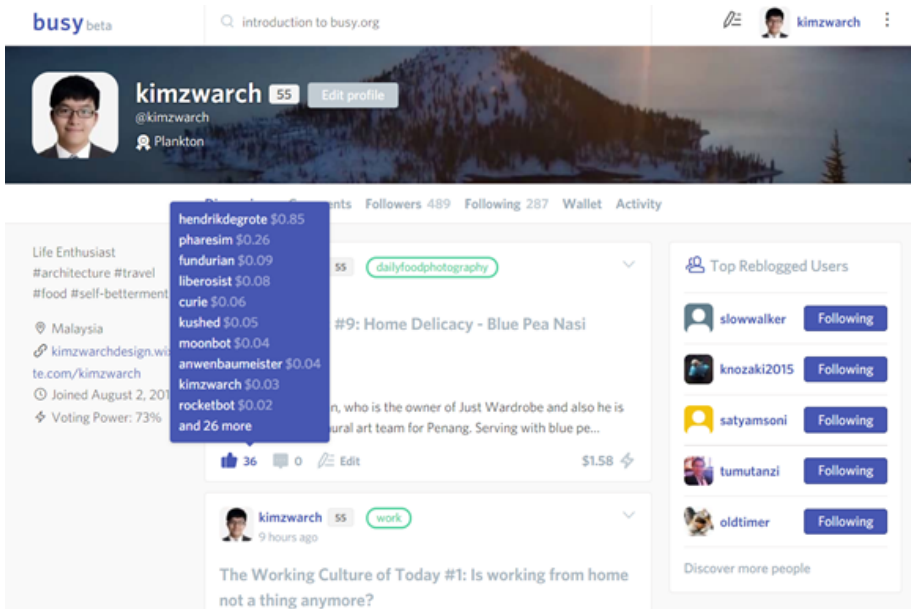 busy beta
introduction to busy.org
kimzwarch
kimzwarch 55 Edit profile
@kimzwarch
Plankton
Followers 489 Following 287 Wallet Activity
Life Enthusiast
#architecture #travel
#food #self-betterment
Malaysia
kimzwarchdesign.wix
te.com/kimzwarch
Joined August 2, 201
Voting Power: 73%
hendrikdegrote $0.85
pharesim $0.26
fundurian $0.09
liberosist $0.08
curie $0.06
kushed $0.05
moonbot $0.04
anwenbaumeister $0.04
kimzwarch $0.03
rocketbot $0.02
and 26 more
55 dailyfoodphotography
#9: Home Delicacy - Blue Pea Nasi
who is the owner of Just Wardrobe and also he is
art team for Penang. Serving with blue pe...
36 0 Edit $1.58
kimzwarch 55 work
9 hours ago
The Working Culture of Today #1: Is working from home
not a thing anymore?
Top Reblogged Users
slowwalker Following
knozaki2015 Following
satyamsoni Following
tumutanzi Following
oldtimer Following
Discover more people